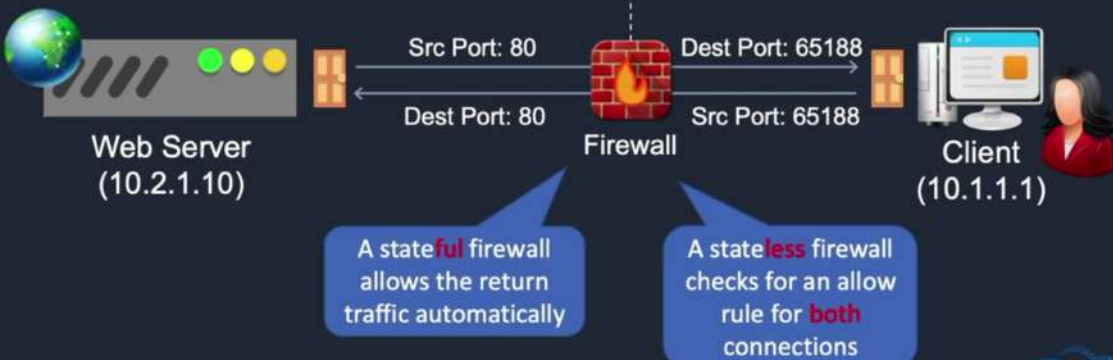 Src Port: 80
Dest Port: 65188
Dest Port: 80
Src Port: 65188
Web Server
(10.2.1.10)
Firewall
Client
(10.1.1.1)
A stateful firewall
allows the return
traffic automatically
A stateless firewall
checks for an allow
rule for both
connections